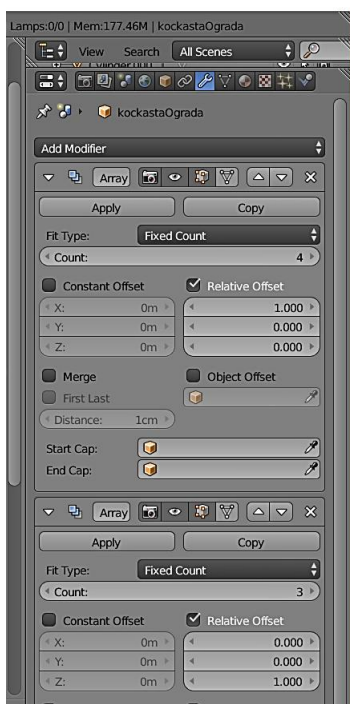 Lamps:0/0 | Mem:177.46M | kockastaOgrada
View Search All Scenes
Cylinder.000
kockastaOgrada
Add Modifier
Array
Apply Copy
Fit Type: Fixed Count
Count: 4
Constant Offset Relative Offset
X: 0m 1.000
Y: 0m 0.000
Z: 0m 0.000
Merge Object Offset
First Last
Distance: 1cm
Start Cap:
End Cap:
Array
Apply Copy
Fit Type: Fixed Count
Count: 3
Constant Offset Relative Offset
X: 0m 0.000
Y: 0m 0.000
Z: 0m 1.000